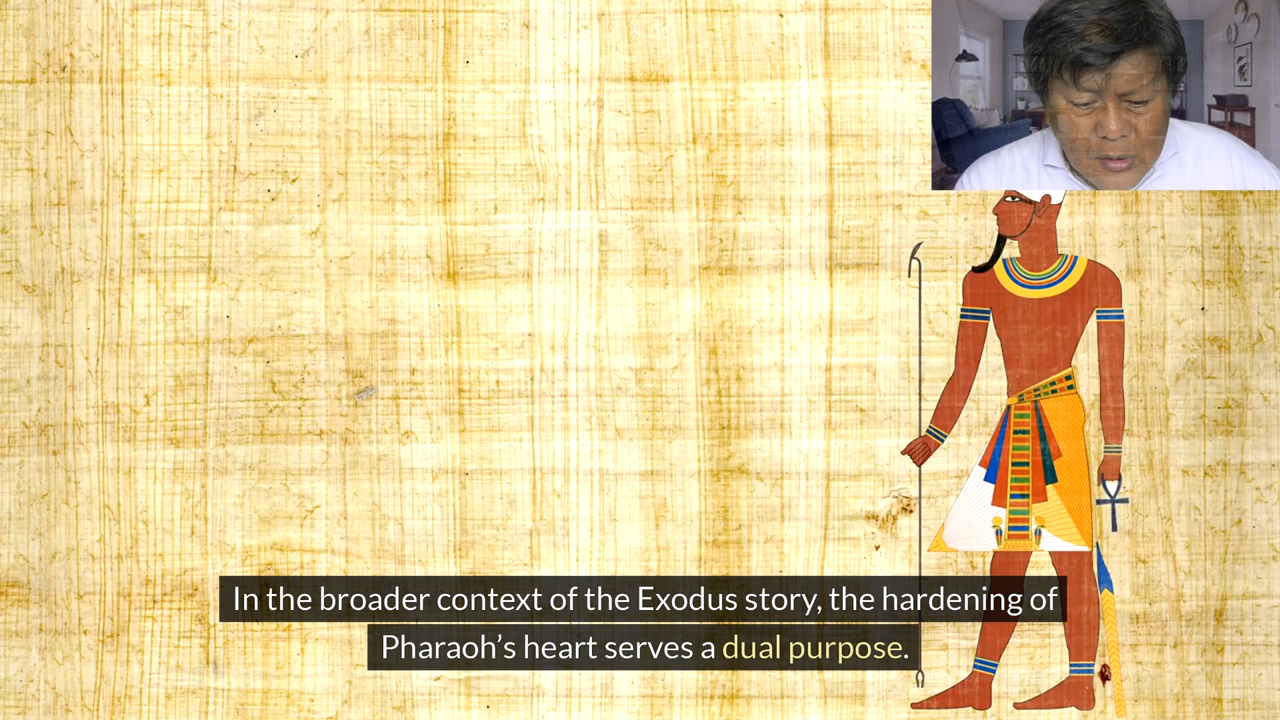 In the broader context of the Exodus story, the hardening of
Pharaoh’s heart serves a dual purpose.